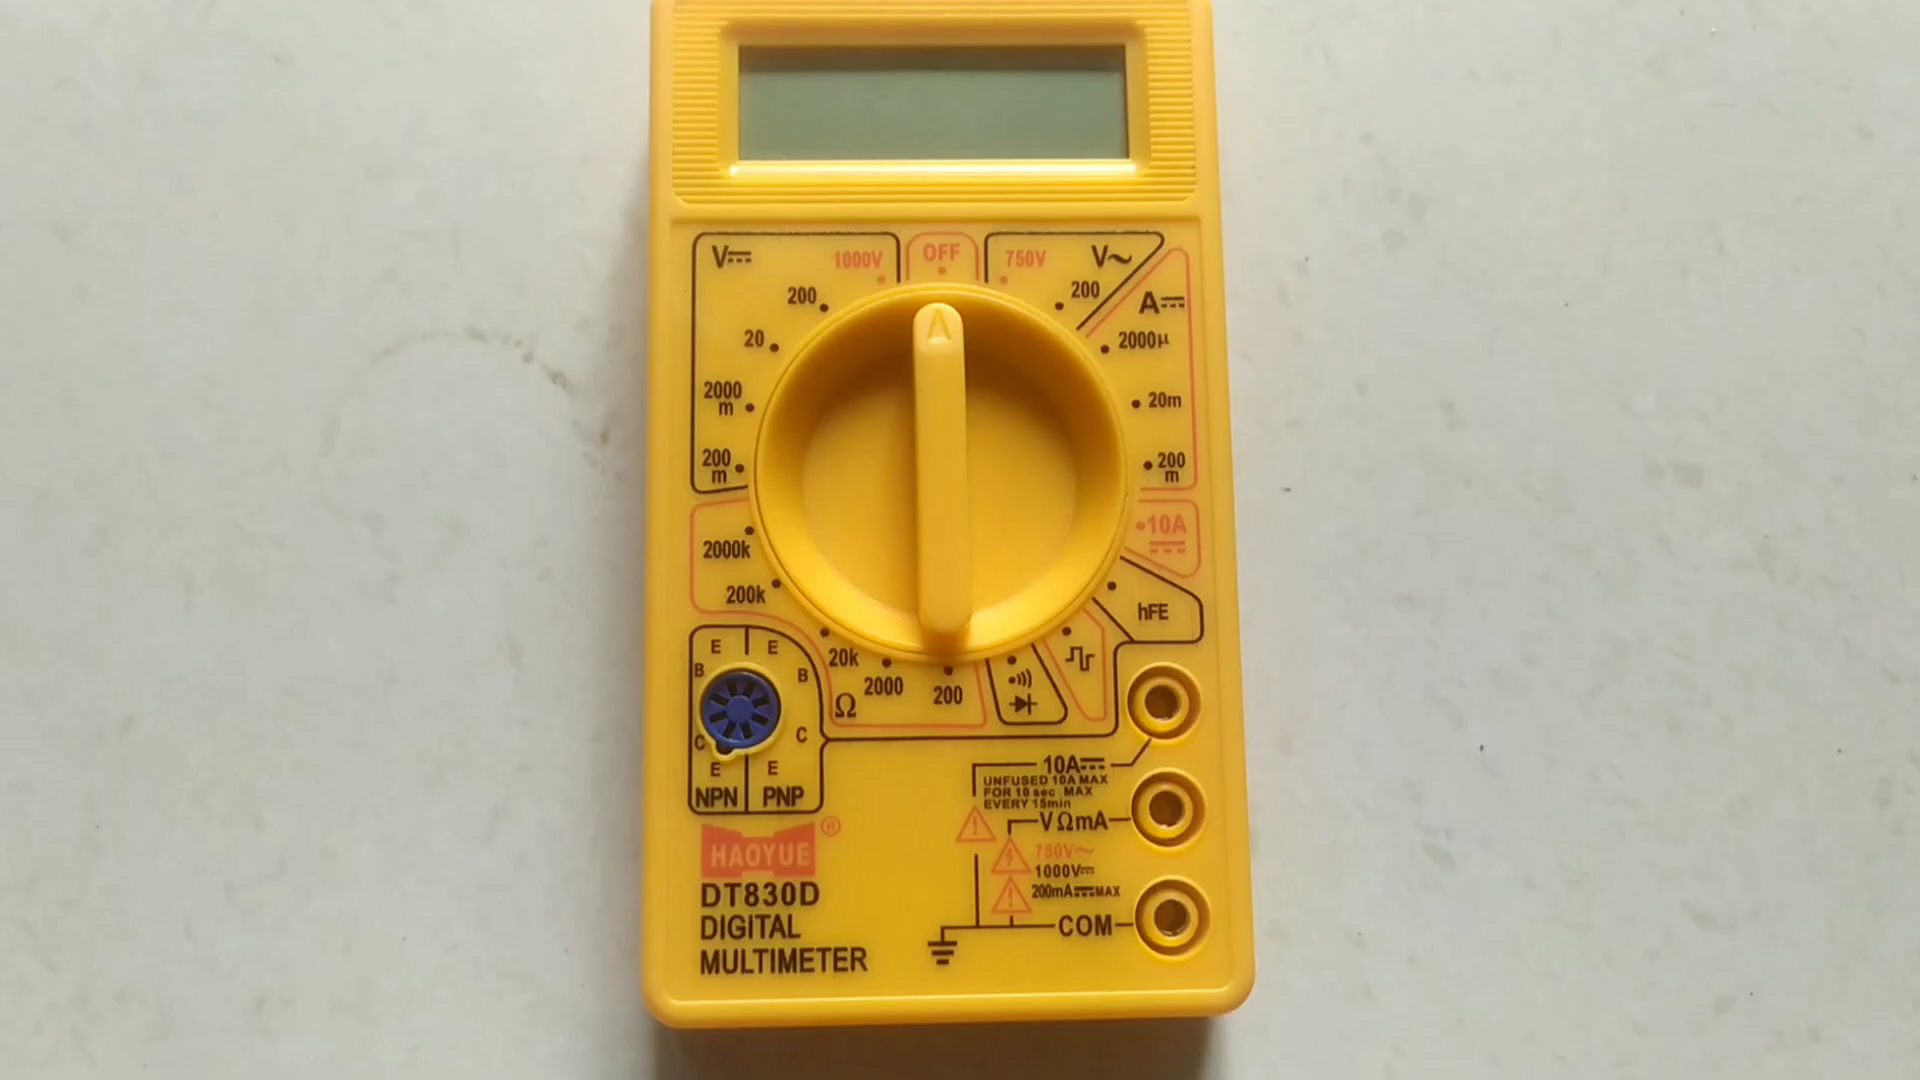 V 1000V OFF 750V V~
200 200 A
20 2000µ
2000
m 20m
200
m 200
m
2000k 10A
200k hFE
20k 2000 200
Ω
E E
B B
C C
E E
NPN PNP
10A
UNFUSED 10A MAX
FOR 10 sec MAX
EVERY 15min
VΩmA
750V~
1000V
200mA MAX
COM
HAOYUE ®
DT830D
DIGITAL
MULTIMETER